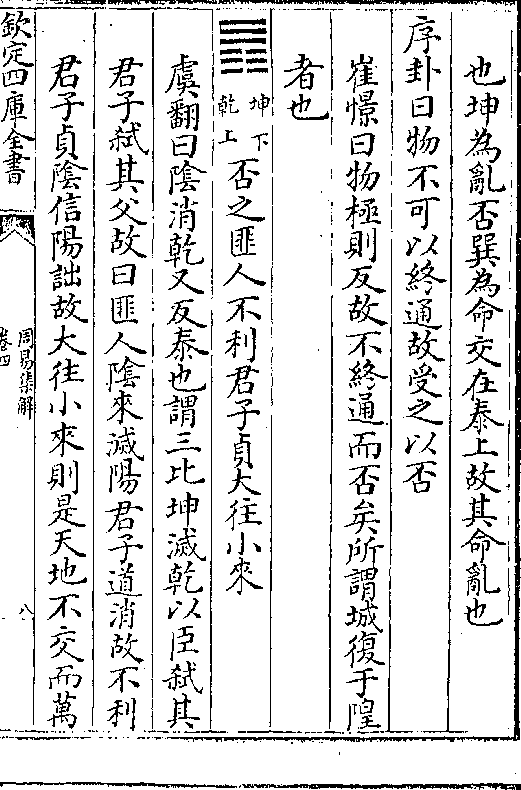 也坤為亂否巽為命交在泰上故其命亂也
序卦曰物不可以終通故受之以否
崔憬曰物極則反故不終通而否矣所謂城復于隍
者也
坤下
乾上
否之匪人不利君子貞大往小來
虞翻曰陰消乾又反泰也謂三比坤滅乾以臣弑其
君子弑其父故曰匪人陰來滅陽君子道消故不利
君子貞陰信陽詘故大往小來則是天地不交而萬
欽定四庫全書
周易集解
卷四
八